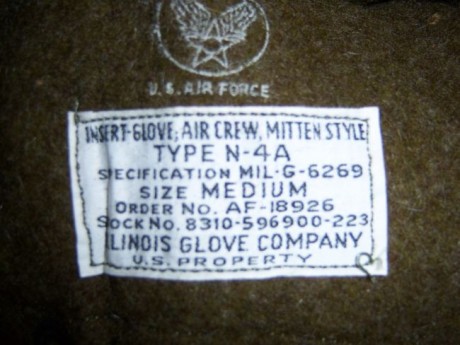 U.S. AIR FORCE
INSERT-GLOVE, AIR CREW, MITTEN STYLE
TYPE N-4A
SPECIFICATION MIL-G-6269
SIZE MEDIUM
ORDER No. AF-18926
STOCK No. 8310-596900-223
ILLINOIS GLOVE COMPANY
U.S. PROPERTY